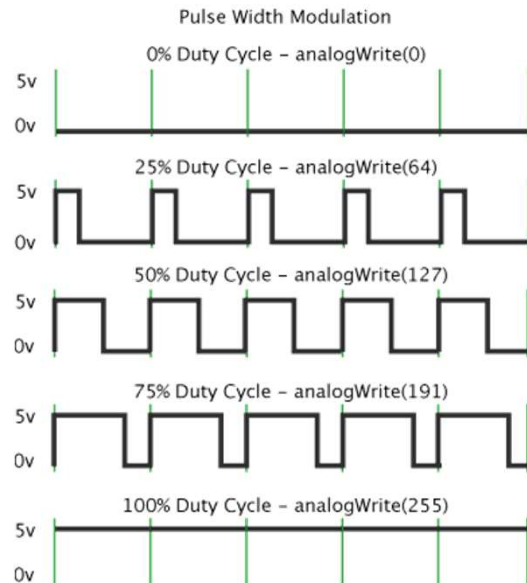 Pulse Width Modulation
0% Duty Cycle – analogWrite(0)
5v
0v
25% Duty Cycle – analogWrite(64)
5v
0v
50% Duty Cycle – analogWrite(127)
5v
0v
75% Duty Cycle – analogWrite(191)
5v
0v
100% Duty Cycle – analogWrite(255)
5v
0v